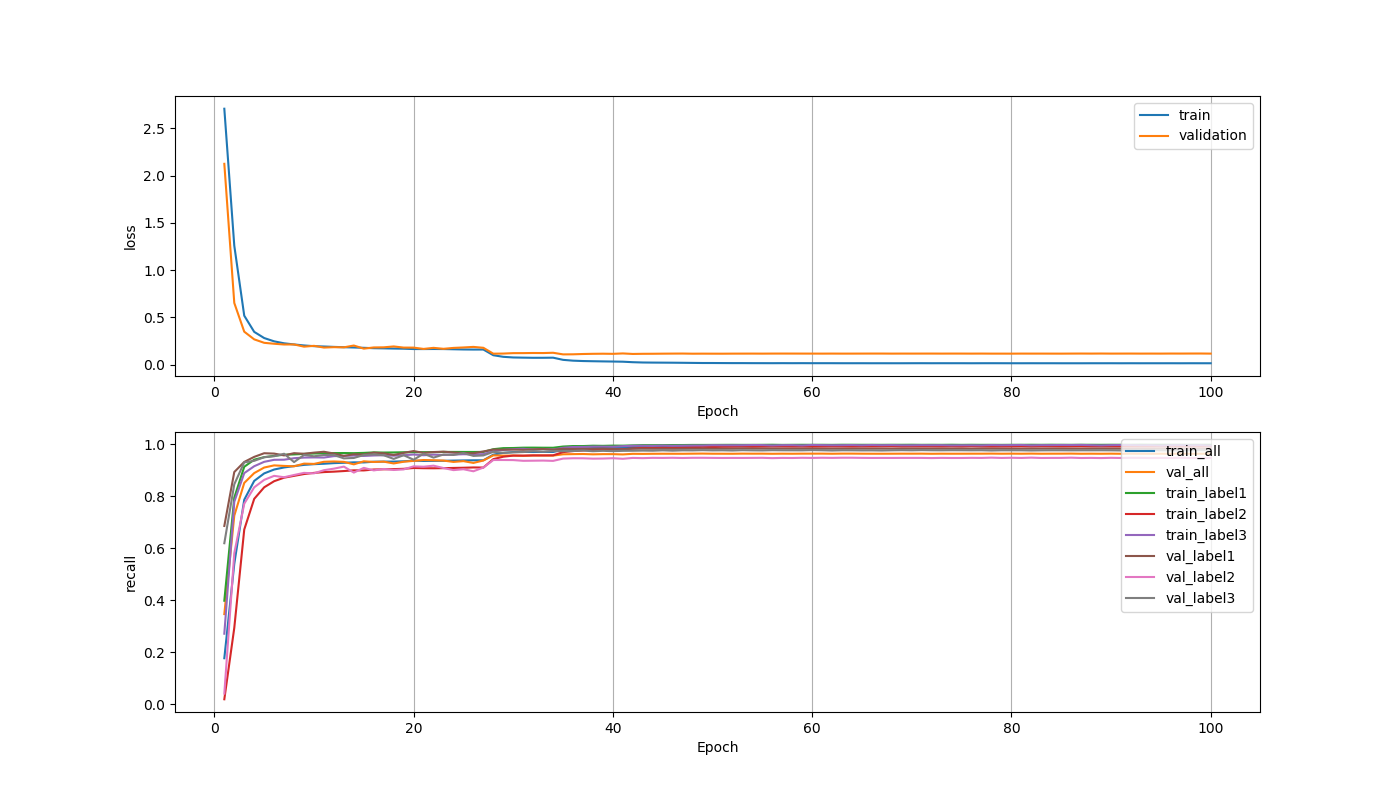 2.5
2.0
1.5
1.0
0.5
0.0
loss
train
validation
0 20 40 60 80 100
Epoch
1.0
0.8
0.6
0.4
0.2
0.0
recall
train_all
val_all
train_label1
train_label2
train_label3
val_label1
val_label2
val_label3
0 20 40 60 80 100
Epoch